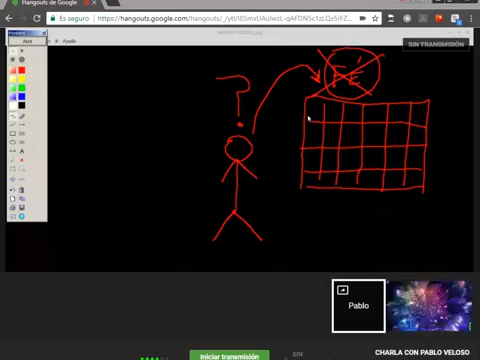 Hangouts de Google
Es seguro
https://hangouts.google.com/hangouts/_/ytl/
Ayuda
SIN TRANSMISIÓN
FÉ
?
Pablo
CHARLA CON PABLO VELOSO
Iniciar transmisión
SIN